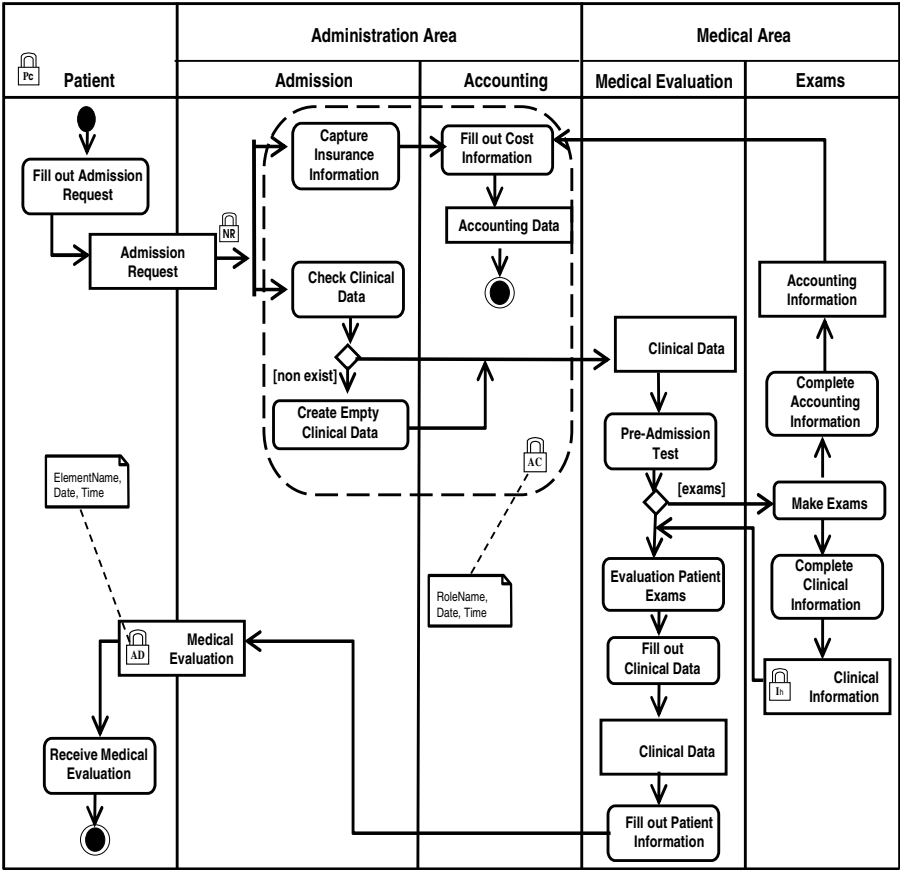 Administration Area
Medical Area
Pc
Patient
Admission
Accounting
Medical Evaluation
Exams
Fill out Admission
Request
Admission
Request
NR
Capture
Insurance
Information
Fill out Cost
Information
Accounting Data
Check Clinical
Data
[non exist]
Create Empty
Clinical Data
AC
Clinical Data
Pre-Admission
Test
[exams]
Accounting
Information
Complete
Accounting
Information
Make Exams
Complete
Clinical
Information
Ih
Clinical
Information
Evaluation Patient
Exams
Fill out
Clinical Data
Clinical Data
Fill out Patient
Information
ElementName,
Date, Time
RoleName,
Date, Time
AD
Medical
Evaluation
Receive Medical
Evaluation